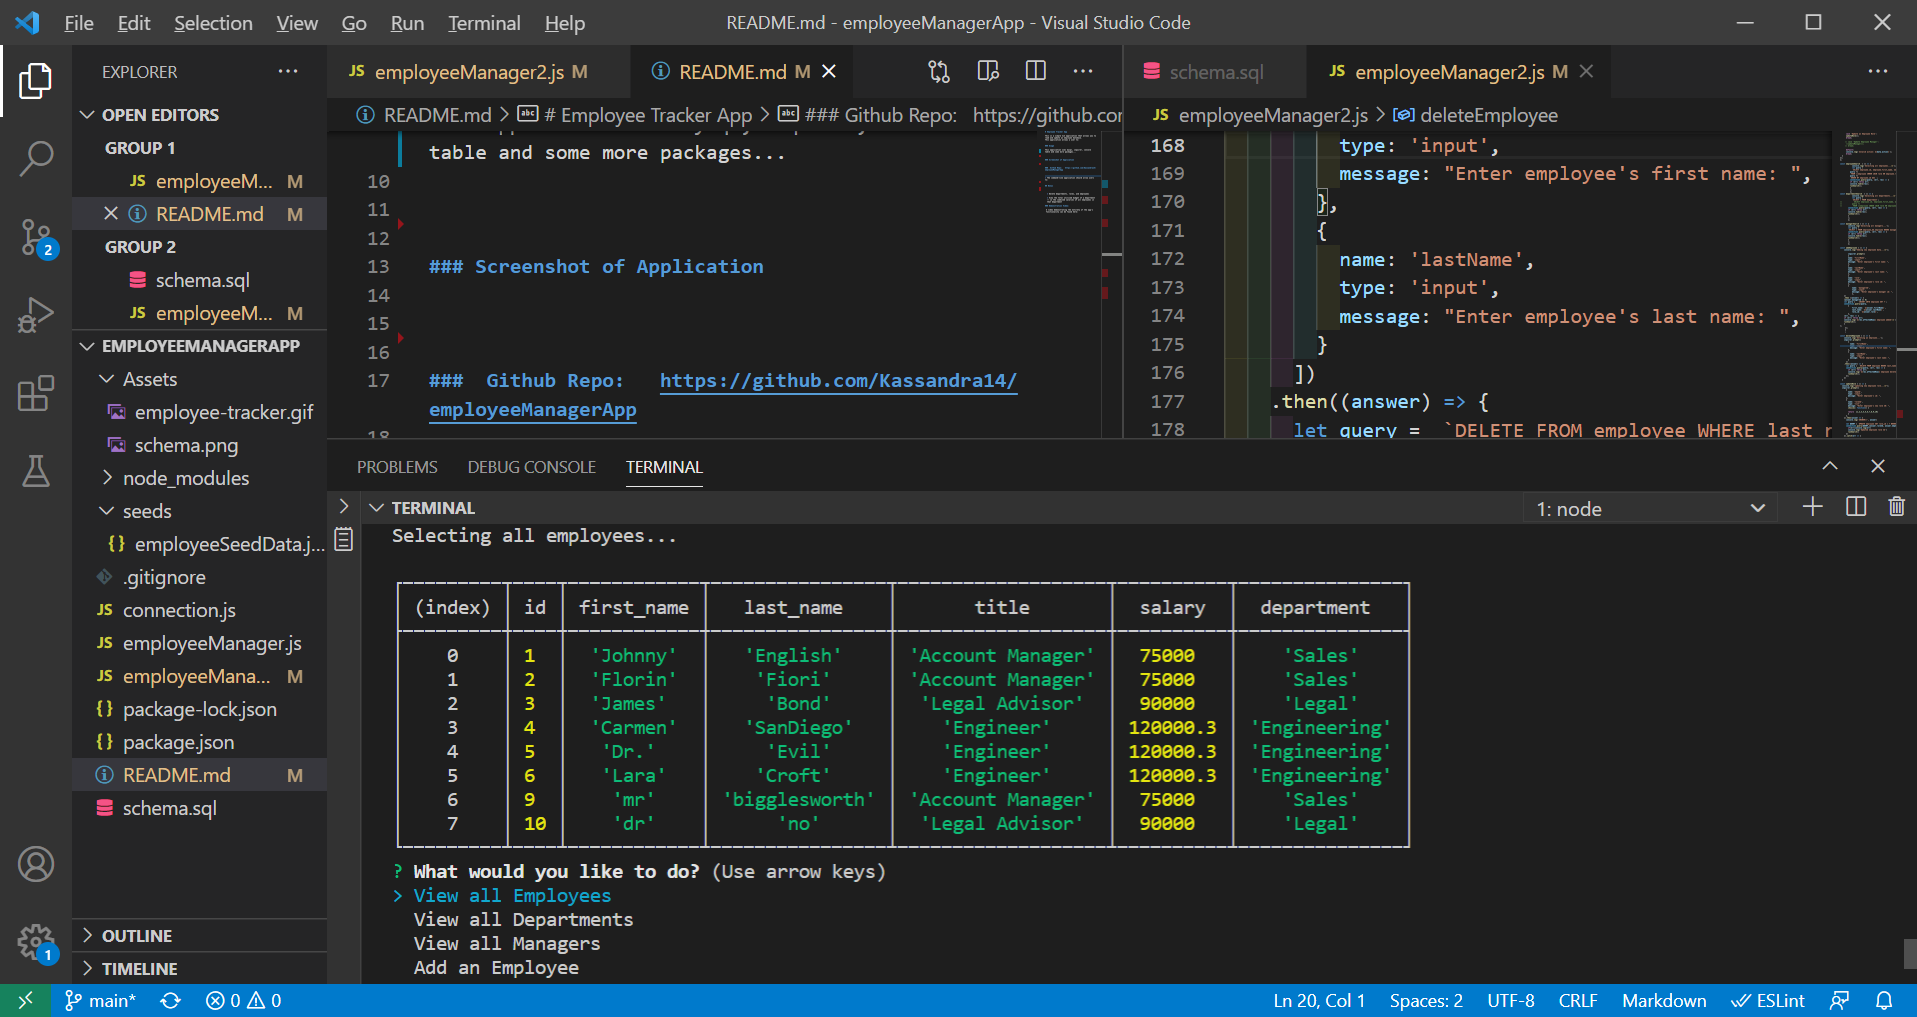 File Edit Selection View Go Run Terminal Help README.md - employeeManagerApp - Visual Studio Code
EXPLORER
OPEN EDITORS
GROUP 1
JS employeeM... M
README.md M
GROUP 2
schema.sql
JS employeeM... M
EMPLOYEEMANAGERAPP
Assets
employee-tracker.gif
schema.png
node_modules
seeds
{} employeeSeedData.j...
.gitignore
JS connection.js
JS employeeManager.js
JS employeeMana... M
{} package-lock.json
{} package.json
README.md M
schema.sql
OUTLINE
TIMELINE
2
1
JS employeeManager2.js M README.md M
README.md > # Employee Tracker App > ### Github Repo: https://github.co
table and some more packages...
10
11
12
13 ### Screenshot of Application
14
15
16
17 ### Github Repo: https://github.com/Kassandra14/
employeeManagerApp
18
schema.sql JS employeeManager2.js M
JS employeeManager2.js > deleteEmployee
168 type: 'input',
169 message: "Enter employee's first name: ",
170 },
171 {
172 name: 'lastName',
173 type: 'input',
174 message: "Enter employee's last name: ",
175 }
176 ])
177 .then((answer) => {
178 let query = `DELETE FROM employee WHERE last
PROBLEMS DEBUG CONSOLE TERMINAL
TERMINAL 1: node
Selecting all employees...
(index) id first_name last_name title salary department
0 1 'Johnny' 'English' 'Account Manager' 75000 'Sales'
1 2 'Florin' 'Fiori' 'Account Manager' 75000 'Sales'
2 3 'James' 'Bond' 'Legal Advisor' 90000 'Legal'
3 4 'Carmen' 'SanDiego' 'Engineer' 120000.3 'Engineering'
4 5 'Dr.' 'Evil' 'Engineer' 120000.3 'Engineering'
5 6 'Lara' 'Croft' 'Engineer' 120000.3 'Engineering'
6 9 'mr' 'bigglesworth' 'Account Manager' 75000 'Sales'
7 10 'dr' 'no' 'Legal Advisor' 90000 'Legal'
? What would you like to do? (Use arrow keys)
> View all Employees
View all Departments
View all Managers
Add an Employee
main* 0 0 Ln 20, Col 1 Spaces: 2 UTF-8 CRLF Markdown ESLint